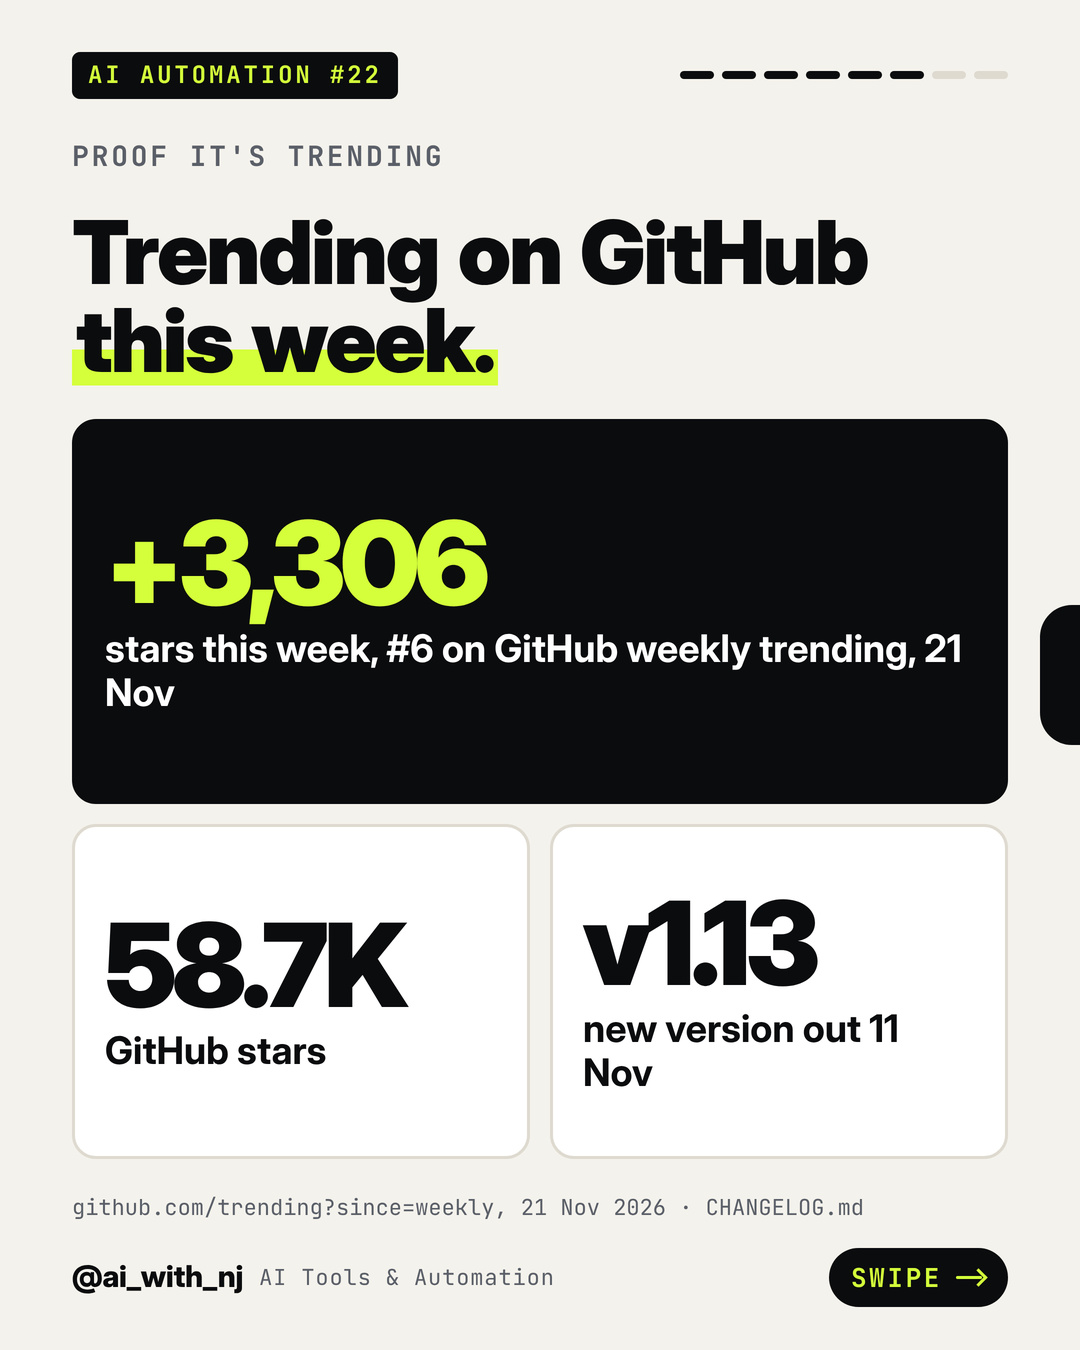 AI AUTOMATION #22
PROOF IT'S TRENDING
Trending on GitHub
this week.
+3,306
stars this week, #6 on GitHub weekly trending, 21
Nov
58.7K
GitHub stars
v1.13
new version out 11
Nov
github.com/trending?since=weekly, 21 Nov 2026 · CHANGELOG.md
@ai_with_nj AI Tools & Automation
SWIPE →